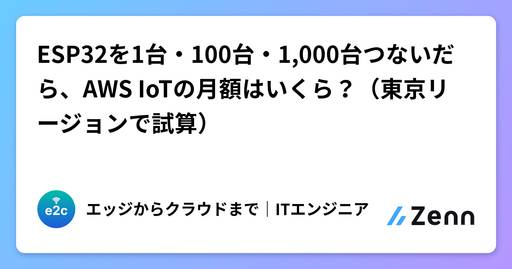 ESP32を1台・100台・1,000台つないだ
ら、AWS IoTの月額はいくら？（東京リ
ージョンで試算）
e2c
エッジからクラウドまで｜ITエンジニア
Zenn